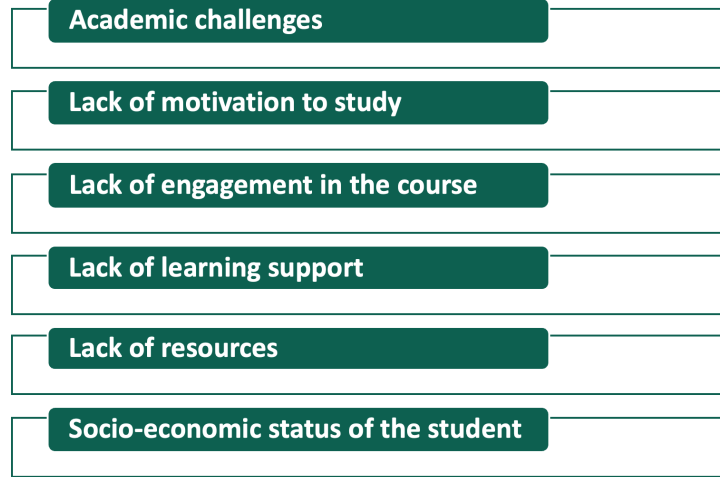 Academic challenges
Lack of motivation to study
Lack of engagement in the course
Lack of learning support
Lack of resources
Socio-economic status of the student